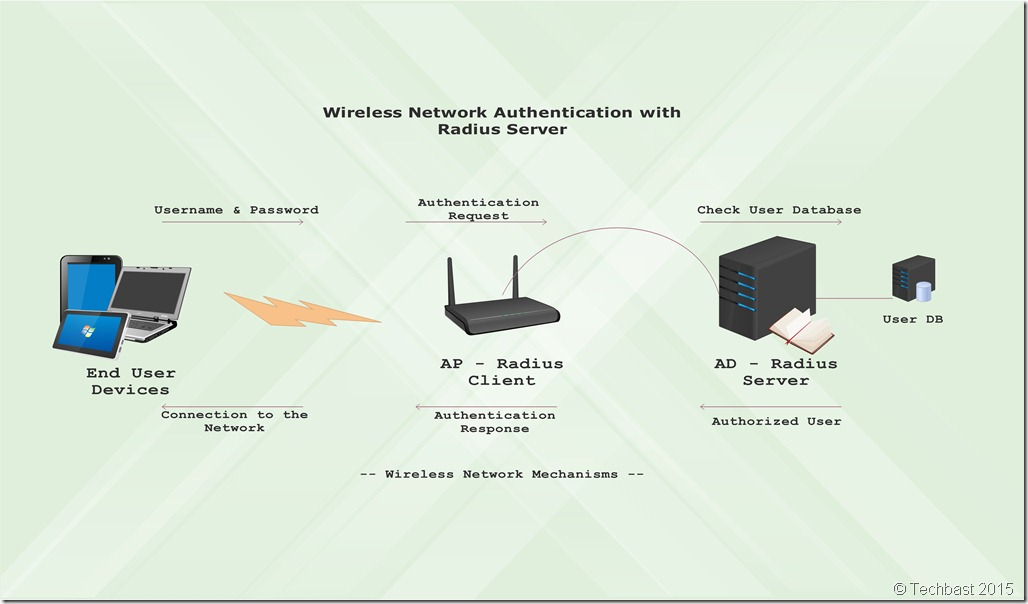 Wireless Network Authentication with
Radius Server
Username & Password
Authentication
Request
Check User Database
User DB
End User
Devices
AP - Radius
Client
AD - Radius
Server
Connection to the
Network
Authentication
Response
Authorized User
-- Wireless Network Mechanisms --
© Techbast 2015